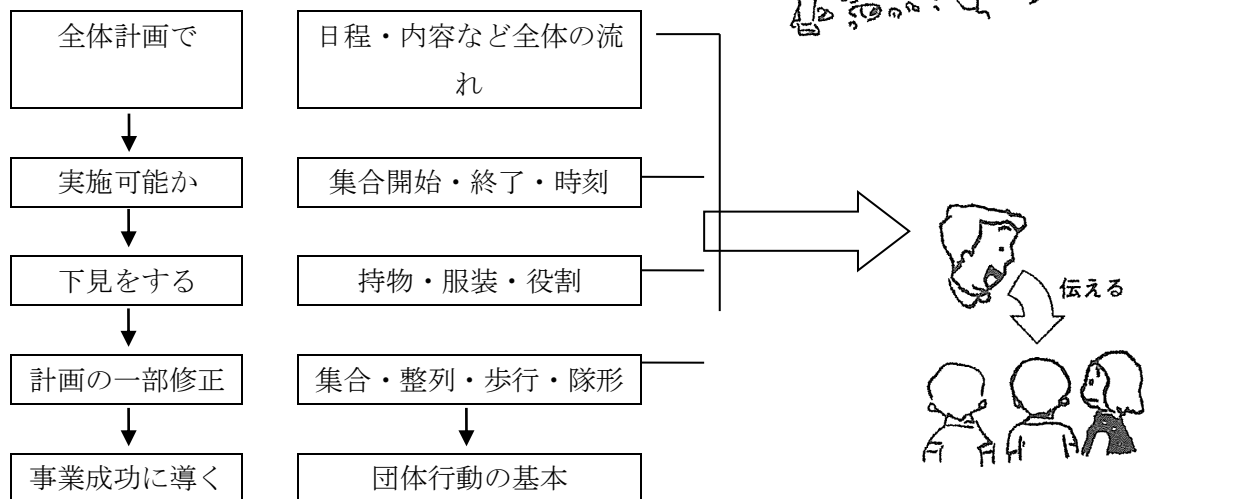 全体計画で
実施可能か
下見をする
計画の一部修正
事業成功に導く
日程・内容など全体の流
れ
集合開始・終了・時刻
持物・服装・役割
集合・整列・歩行・隊形
団体行動の基本
伝える